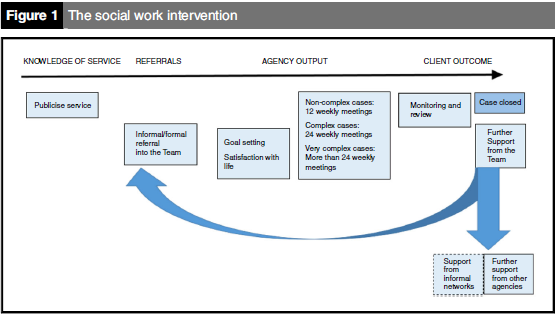 Figure 1 The social work intervention
KNOWLEDGE OF SERVICE REFERRALS AGENCY OUTPUT CLIENT OUTCOME
Publicise service
Informal/formal
referral
into the Team
Goal setting
Satisfaction with
life
Non-complex cases:
12 weekly meetings
Complex cases:
24 weekly meetings
Very complex cases:
More than 24 weekly
meetings
Monitoring and
review
Case closed
Further
Support
from the
Team
Support
from
informal
networks
Further
support
from other
agencies